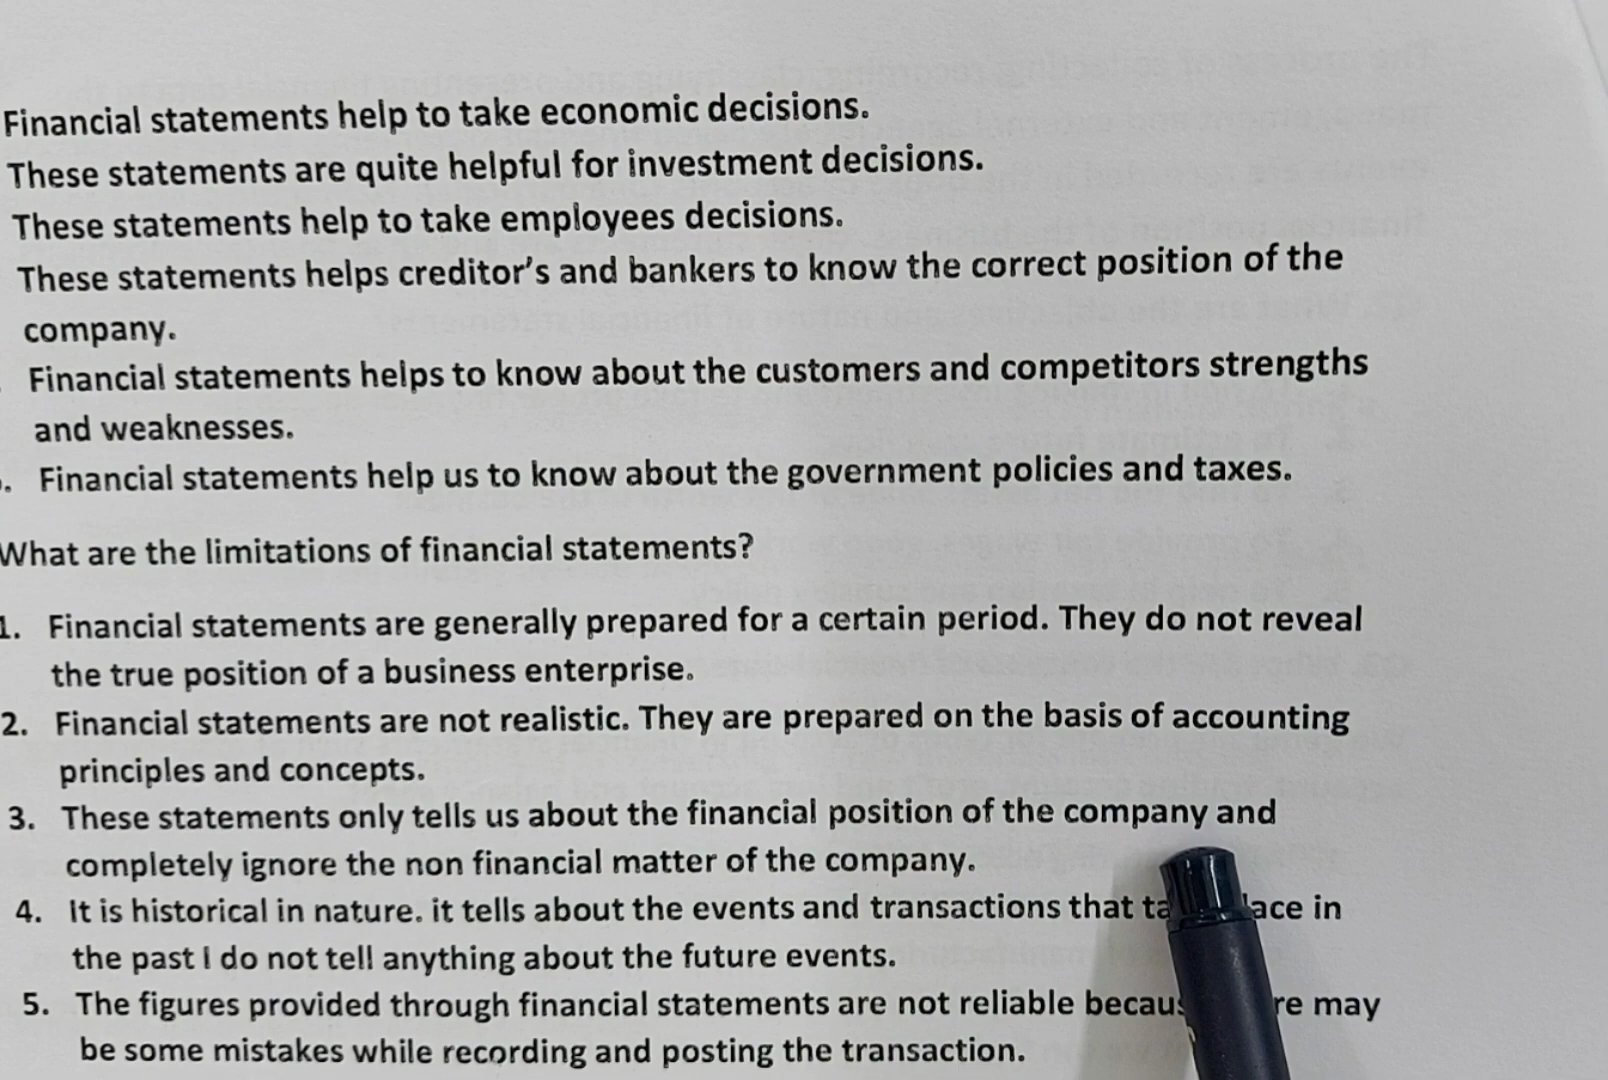 Financial statements help to take economic decisions.
These statements are quite helpful for investment decisions.
These statements help to take employees decisions.
These statements helps creditor's and bankers to know the correct position of the
company.
Financial statements helps to know about the customers and competitors strengths
and weaknesses.
. Financial statements help us to know about the government policies and taxes.
What are the limitations of financial statements?
1. Financial statements are generally prepared for a certain period. They do not reveal
the true position of a business enterprise.
2. Financial statements are not realistic. They are prepared on the basis of accounting
principles and concepts.
3. These statements only tells us about the financial position of the company and
completely ignore the non financial matter of the company.
4. It is historical in nature. it tells about the events and transactions that in
the past I do not tell anything about the future events.
5. The figures provided through financial statements are not reliable may
be some mistakes while recording and posting the transaction.